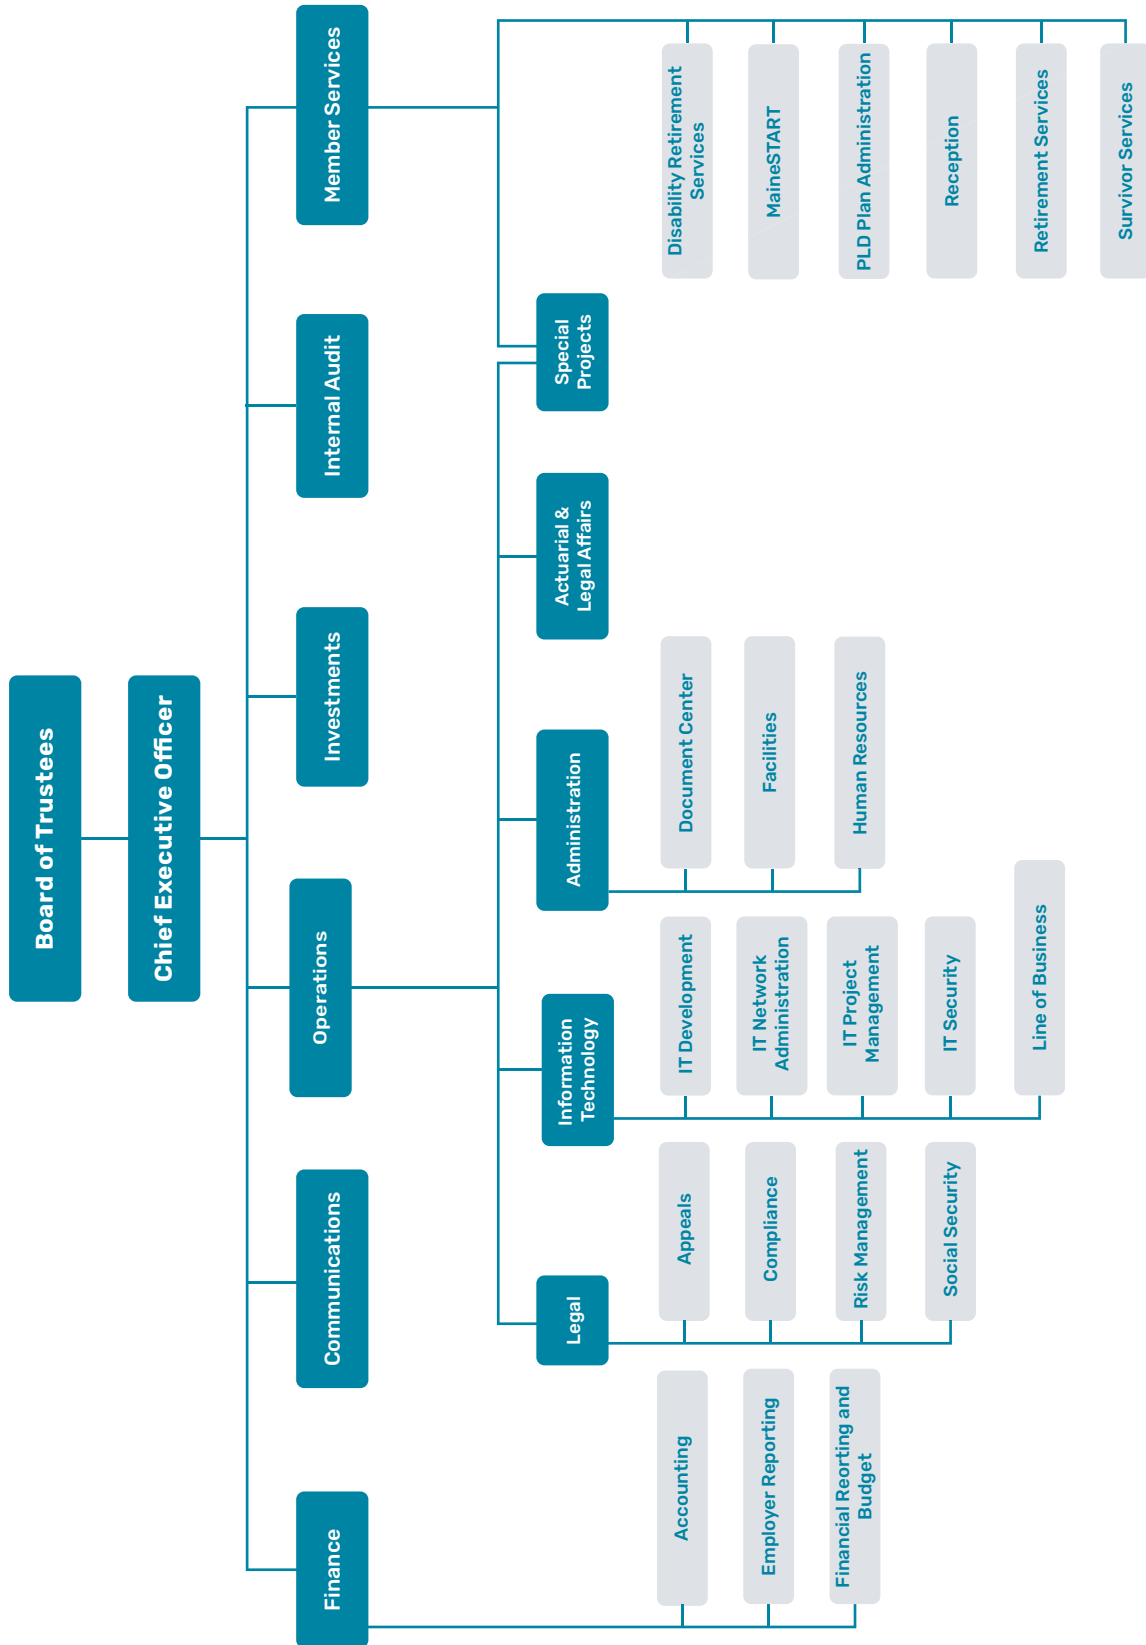 Board of Trustees
Chief Executive Officer
Finance
Communications
Operations
Investments
Internal Audit
Member Services
Legal
Information
Technology
Administration
Actuarial &
Legal Affairs
Special
Projects
Accounting
Employer Reporting
Financial Reorting and
Budget
Appeals
Compliance
Risk Management
Social Security
IT Development
IT Network
Administration
IT Project
Management
IT Security
Line of Business
Document Center
Facilities
Human Resources
Disability Retirement
Services
MaineSTART
PLD Plan Administration
Reception
Retirement Services
Survivor Services